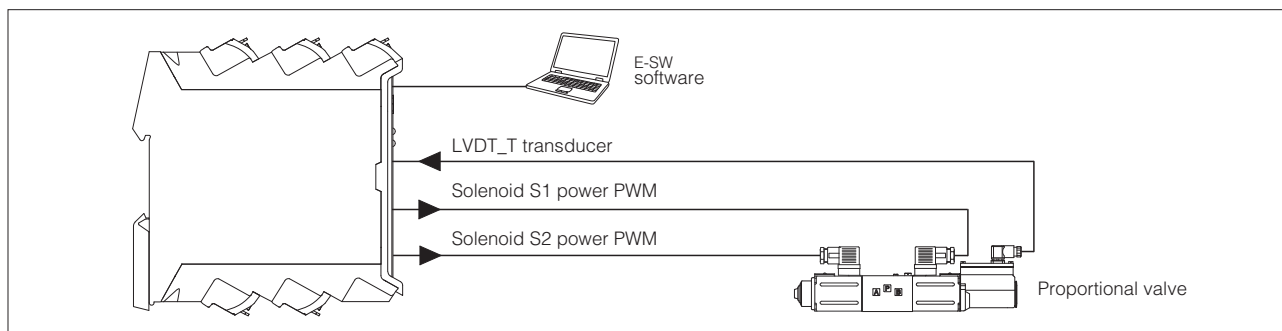 E-SW
software
LVDT_T transducer
Solenoid S1 power PWM
Solenoid S2 power PWM
A P B
Proportional valve